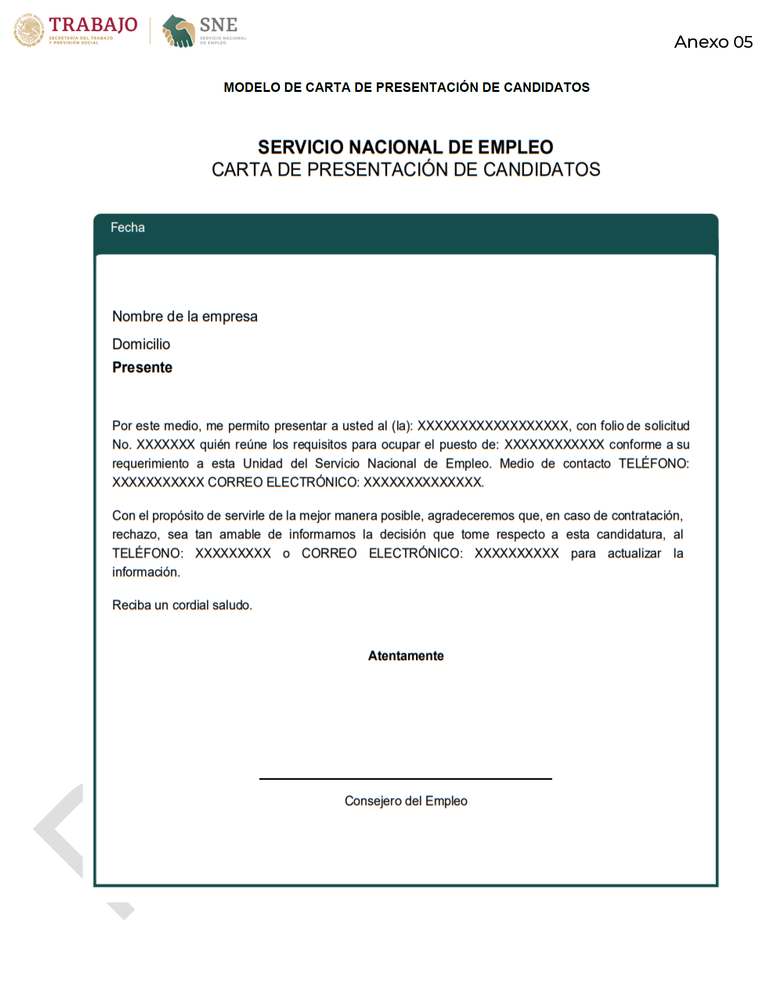 TRABAJO
SECRETARÍA DEL TRABAJO
Y PREVISIÓN SOCIAL
SNE
SERVICIO NACIONAL
DE EMPLEO
Anexo 05
MODELO DE CARTA DE PRESENTACIÓN DE CANDIDATOS
SERVICIO NACIONAL DE EMPLEO
CARTA DE PRESENTACIÓN DE CANDIDATOS
Fecha
Nombre de la empresa
Domicilio
Presente
Por este medio, me permito presentar a usted al (la): XXXXXXXXXXXXXXXXXX, con folio de solicitud
No. XXXXXXX quién reúne los requisitos para ocupar el puesto de: XXXXXXXXXXXX conforme a su
requerimiento a esta Unidad del Servicio Nacional de Empleo. Medio de contacto TELÉFONO:
XXXXXXXXXXX CORREO ELECTRÓNICO: XXXXXXXXXXXXXX.
Con el propósito de servirle de la mejor manera posible, agradeceremos que, en caso de contratación,
rechazo, sea tan amable de informarnos la decisión que tome respecto a esta candidatura, al
TELÉFONO: XXXXXXXXX o CORREO ELECTRÓNICO: XXXXXXXXXX para actualizar la
información.
Reciba un cordial saludo.
Atentamente
Consejero del Empleo